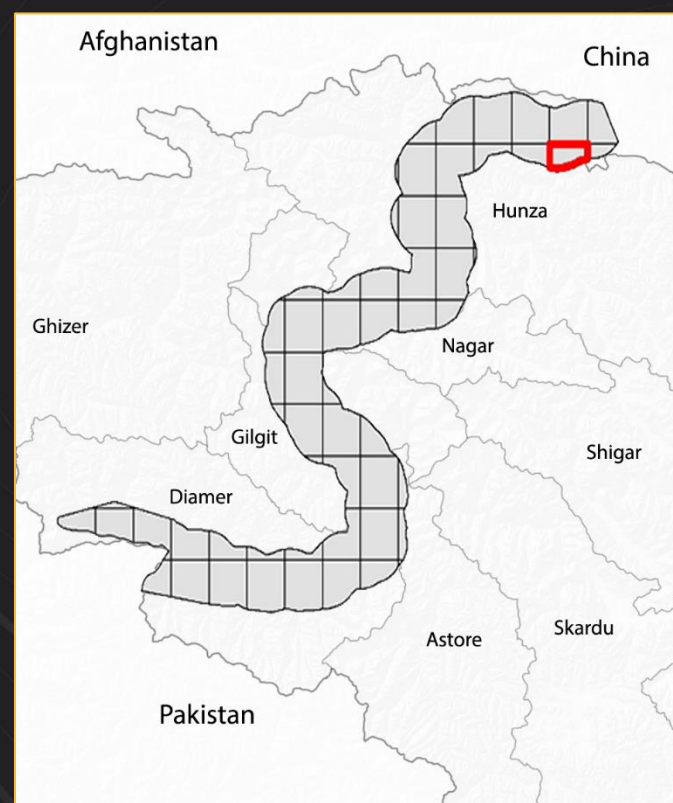 Afghanistan
China
Hunza
Ghizer
Nagar
Gilgit
Shigar
Diamer
Skardu
Astore
Pakistan